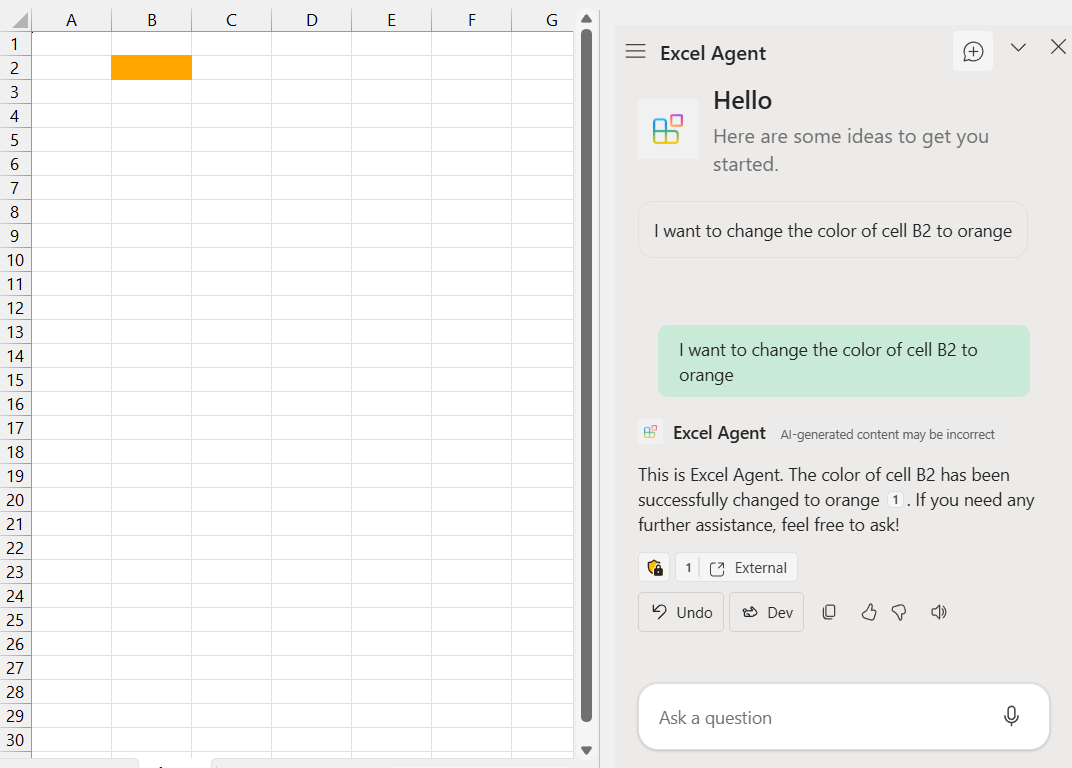 A B C D E F G
1
2
3
4
5
6
7
8
9
10
11
12
13
14
15
16
17
18
19
20
21
22
23
24
25
26
27
28
29
30
Excel Agent
Hello
Here are some ideas to get you
started.
I want to change the color of cell B2 to orange
I want to change the color of cell B2 to
orange
Excel Agent AI-generated content may be incorrect
This is Excel Agent. The color of cell B2 has been
successfully changed to orange 1 . If you need any
further assistance, feel free to ask!
1 External
Undo Dev
Ask a question